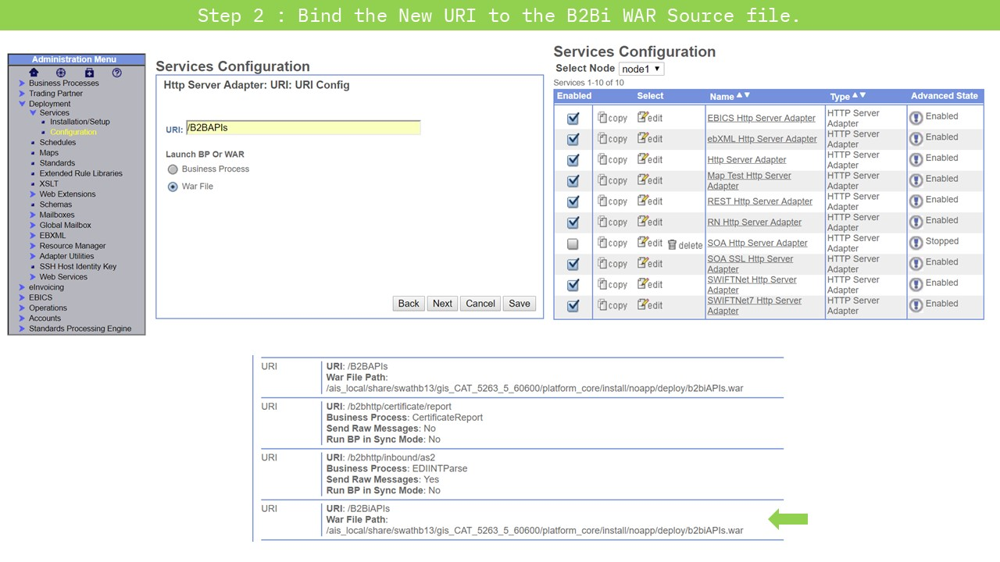 Step 2 : Bind the New URI to the B2Bi WAR Source file.
Administration Menu
Business Processes
Trading Partner
Deployment
Services
Installation/Setup
Configuration
Schedules
Maps
Standards
Extended Rule Libraries
XSLT
Web Extensions
Schemas
Mailboxes
Global Mailbox
EBXML
Resource Manager
Adapter Utilities
SSH Host Identity Key
Web Services
eInvoicing
EBICS
Operations
Accounts
Standards Processing Engine
Services Configuration
Http Server Adapter: URI: URI Config
URI: /B2BAPIs
Launch BP Or WAR
Business Process
War File
Back Next Cancel Save
Services Configuration
Select Node node1
Services 1-10 of 10
Enabled Select Name Type Advanced State
copy edit EBICS Http Server Adapter HTTP Server Adapter Enabled
copy edit ebXML Http Server Adapter HTTP Server Adapter Enabled
copy edit Http Server Adapter HTTP Server Adapter Enabled
copy edit Map Test Http Server Adapter HTTP Server Adapter Enabled
copy edit REST Http Server Adapter HTTP Server Adapter Enabled
copy edit RN Http Server Adapter HTTP Server Adapter Enabled
copy edit delete SOA Http Server Adapter HTTP Server Adapter Stopped
copy edit SOA SSL Http Server Adapter HTTP Server Adapter Enabled
copy edit SWIFTNet Http Server Adapter HTTP Server Adapter Enabled
copy edit SWIFTNet7 Http Server Adapter HTTP Server Adapter Enabled
URI URI: /B2BAPIs
War File Path:
/ais_local/share/swathb13/gis_CAT_5263_5_60600/platform_core/install/noapp/deploy/b2biAPIs.war
URI URI: /b2bhttp/certificate/report
Business Process: CertificateReport
Send Raw Messages: No
Run BP in Sync Mode: No
URI URI: /b2bhttp/inbound/as2
Business Process: EDIINTParse
Send Raw Messages: Yes
Run BP in Sync Mode: No
URI URI: /B2BiAPIs
War File Path:
/ais_local/share/swathb13/gis_CAT_5263_5_60600/platform_core/install/noapp/deploy/b2biAPIs.war